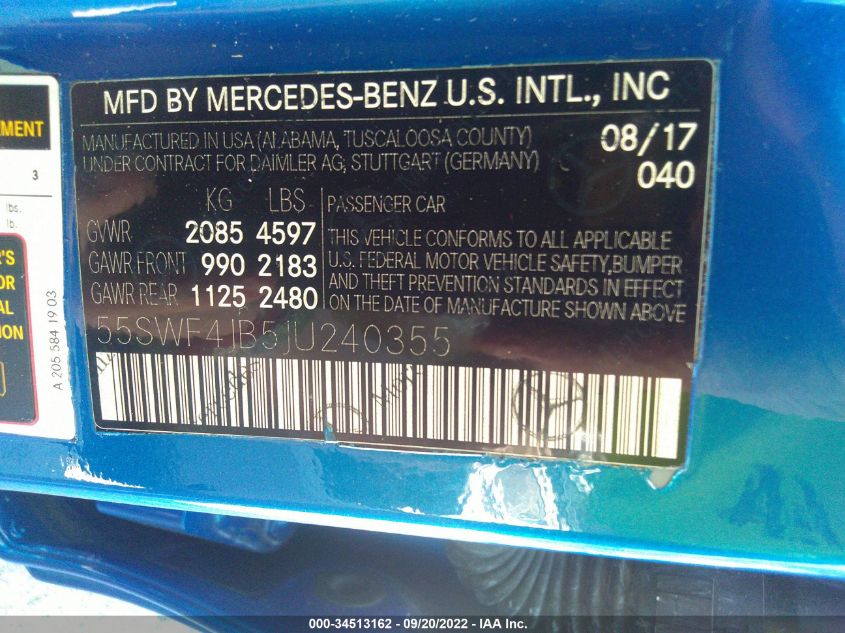 MFD BY MERCEDES-BENZ U.S. INTL., INC
MANUFACTURED IN USA (ALABAMA, TUSCALOOSA COUNTY)
UNDER CONTRACT FOR DAIMLER AG, STUTTGART (GERMANY)
08/17
040
KG LBS
GVWR 2085 4597
GAWR FRONT 990 2183
GAWR REAR 1125 2480
PASSENGER CAR
THIS VEHICLE CONFORMS TO ALL APPLICABLE
U.S. FEDERAL MOTOR VEHICLE SAFETY, BUMPER
AND THEFT PREVENTION STANDARDS IN EFFECT
ON THE DATE OF MANUFACTURE SHOWN ABOVE
55SWF4JB5JU240355
3
lbs.
lb.
A 205 584 19 03
000-34513162 - 09/20/2022 - IAA Inc.